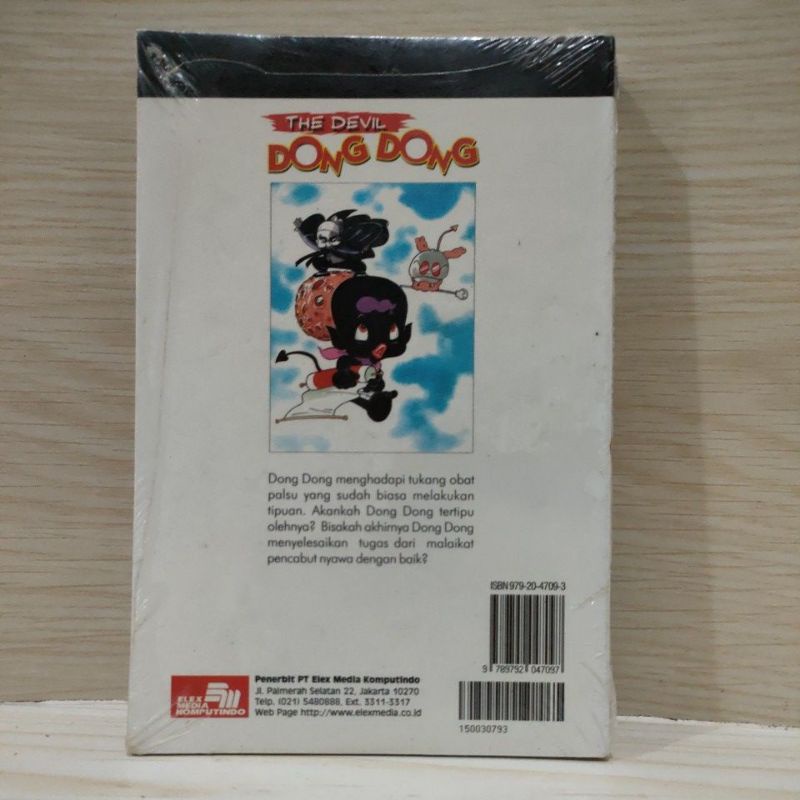 THE DEVIL
DONG DONG
Dong Dong menghadapi tukang obat
palsu yang sudah biasa melakukan
tipuan. Akankah Dong Dong tertipu
olehnya? Bisakah akhirnya Dong Dong
menyelesaikan tugas dari malaikat
pencabut nyawa dengan baik?
ISBN 979-20-4709-3
9 789792 047097
ELEX
MEDIA
KOMPUTINDO
Penerbit PT Elex Media Komputindo
Jl. Palmerah Selatan 22, Jakarta 10270
Telp. (021) 5480888, Ext. 3311-3317
Web Page http://www.elexmedia.co.id
150030793